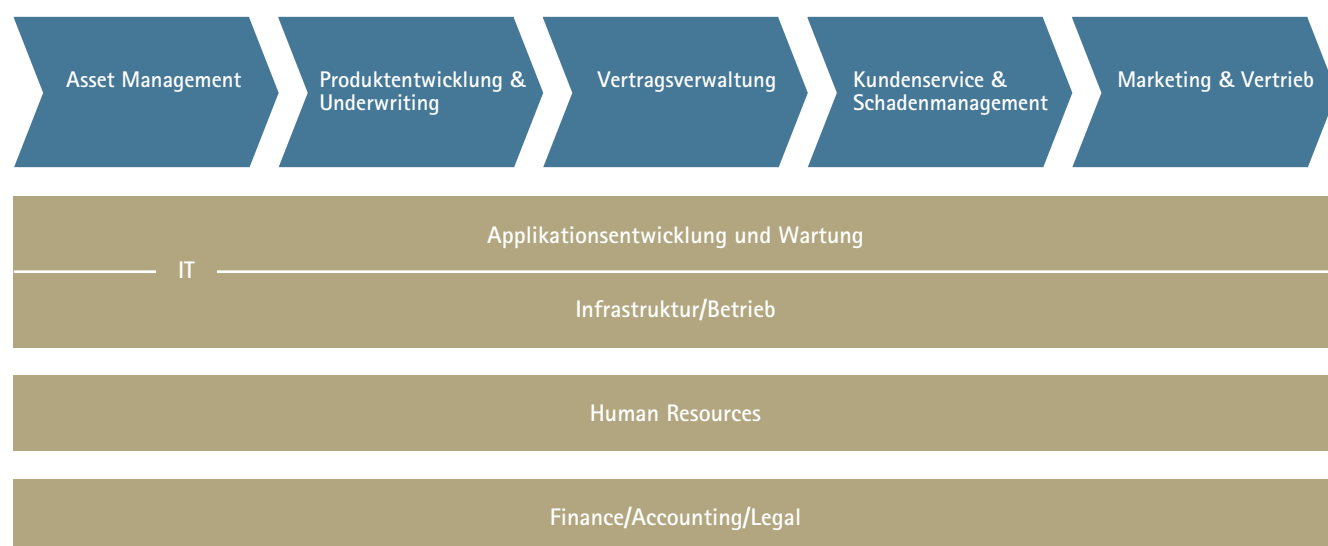 Asset Management
Produktentwicklung &
Underwriting
Vertragsverwaltung
Kundenservice &
Schadenmanagement
Marketing & Vertrieb
Applikationsentwicklung und Wartung
IT
Infrastruktur/Betrieb
Human Resources
Finance/Accounting/Legal